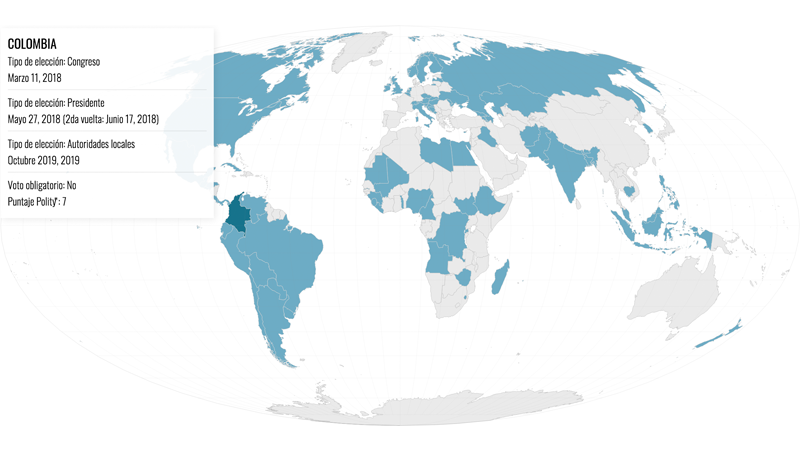 COLOMBIA
Tipo de elección: Congreso
Marzo 11, 2018
Tipo de elección: Presidente
Mayo 27, 2018 (2da vuelta: Junio 17, 2018)
Tipo de elección: Autoridades locales
Octubre 2019, 2019
Voto obligatorio: No
Puntaje Polity*: 7